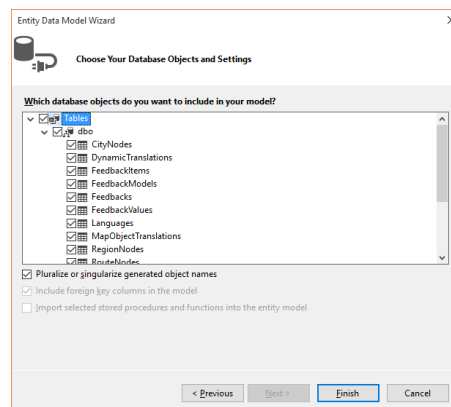 Entity Data Model Wizard
Choose Your Database Objects and Settings
Which database objects do you want to include in your model?
Tables
dbo
CityNodes
DynamicTranslations
FeedbackItems
FeedbackModels
Feedbacks
FeedbackValues
Languages
MapObjectTranslations
RegionNodes
RouteNodes
Pluralize or singularize generated object names
Include foreign key columns in the model
Import selected stored procedures and functions into the entity model
< Previous
Next >
Finish
Cancel